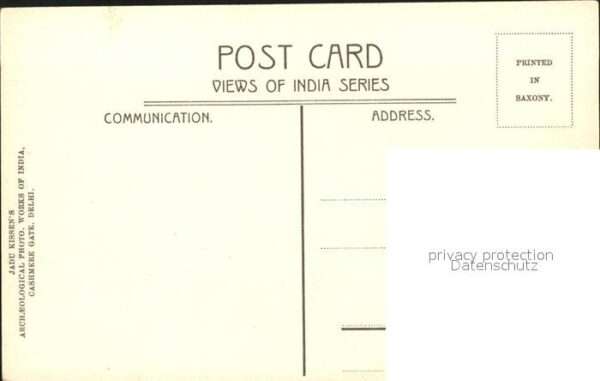 POST CARD
VIEWS OF INDIA SERIES
PRINTED
IN
SAXONY.
COMMUNICATION.
ADDRESS.
JADU KISSEN'S
ARCHÆOLOGICAL PHOTO. WORKS OF INDIA,
CASHMERE GATE, DELHI.
privacy protection
Datenschutz